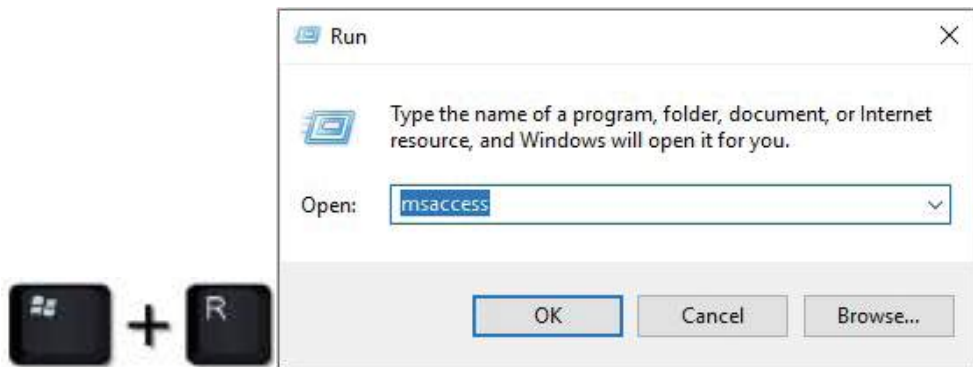 Run
Type the name of a program, folder, document, or Internet
resource, and Windows will open it for you.
Open: msaccess
OK Cancel Browse...
+ R